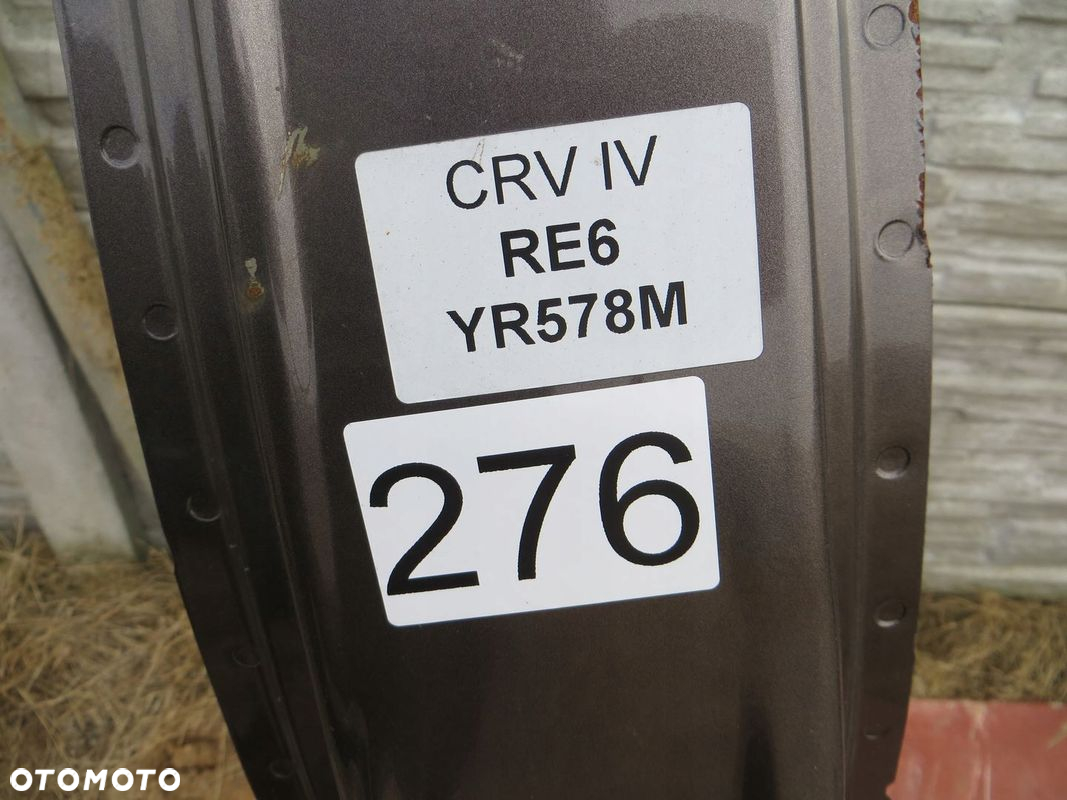 CRV IV
RE6
YR578M
276
OTOMOTO